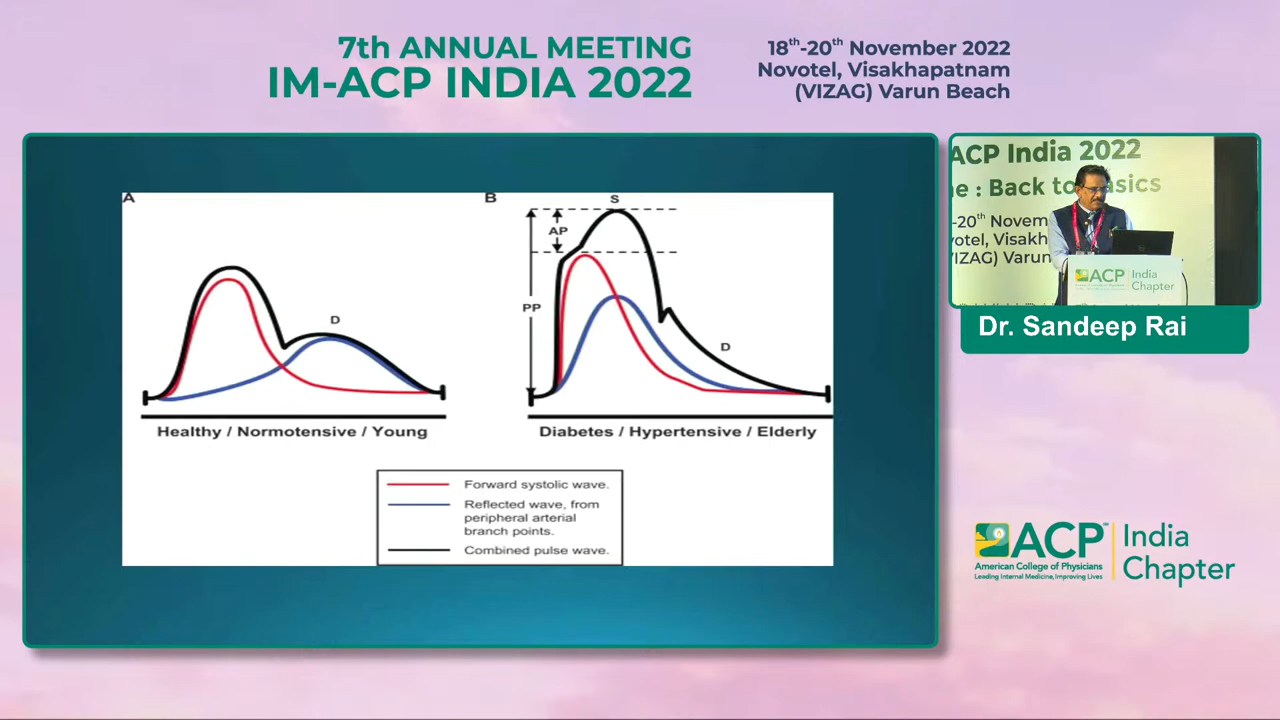 7th ANNUAL MEETING
IM-ACP INDIA 2022
18th-20th November 2022
Novotel, Visakhapatnam
(VIZAG) Varun Beach
A
D
Healthy / Normotensive / Young
B
S
AP
PP
D
Diabetes / Hypertensive / Elderly
Forward systolic wave.
Reflected wave, from
peripheral arterial
branch points.
Combined pulse wave.
ACP India 2022
e : Back to asics
-20th Novem
votel, Visakh
VIZAG) Varun
ACP India
Chapter
Dr. Sandeep Rai
ACP
American College of Physicians
Leading Internal Medicine, Improving Lives
India
Chapter